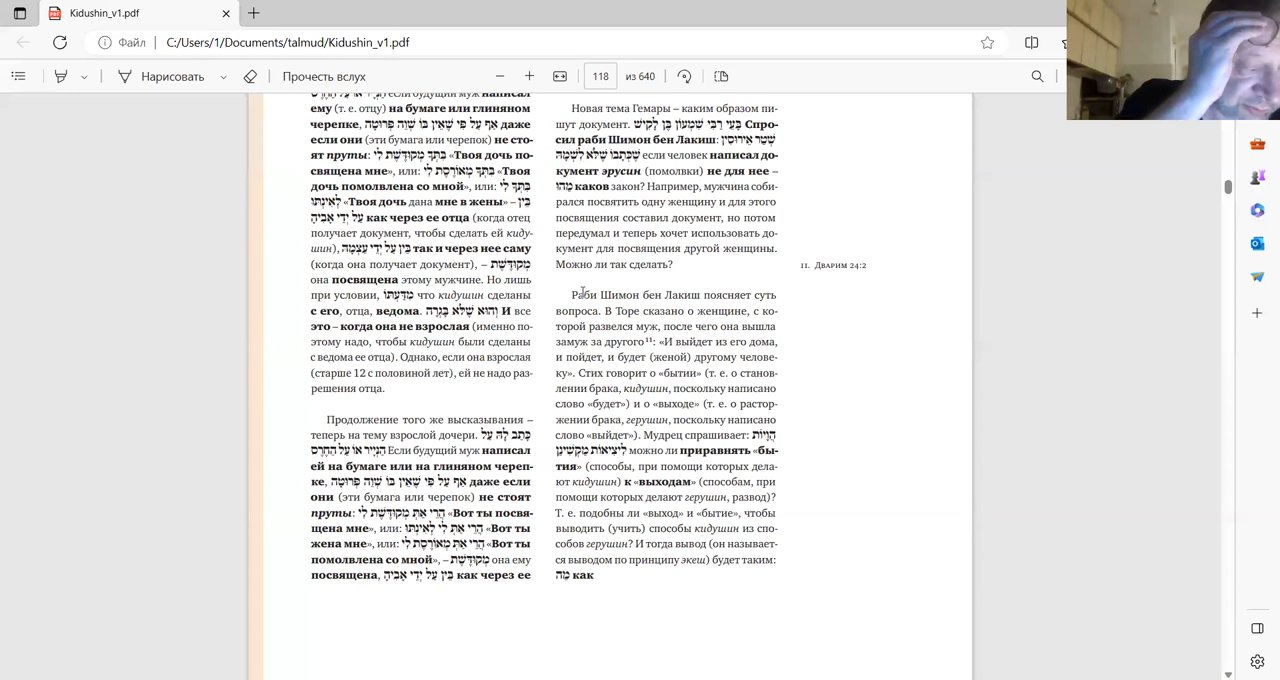 Kidushin_v1.pdf
Файл
C:/Users/1/Documents/talmud/Kidushin_v1.pdf
Нарисовать
Прочесть вслух
118 из 640
ему (т. е. отцу) на бумаге или глиняном
черепке, אַף עַל פִּי שֶׁאֵין בּוֹ שְׁוֵה פְּרוּטָה даже
если они (эти бумага или черепок) не сто-
ят пруты: בִּתְּךָ מְקוּדֶּשֶׁת לִי «Твоя дочь по-
священа мне», или: בִּתְּךָ מְאוֹרֶסֶת לִי «Твоя
дочь помолвлена со мной», или: בִּתְּךָ לִי
לְאִינְתּוּ «Твоя дочь дана мне в жены» – בֵּין
עַל יְדֵי אָבִיהָ как через ее отца (когда отец
получает документ, чтобы сделать ей киду-
шин), בֵּין עַל יְדֵי עַצְמָהּ так и через нее саму
(когда она получает документ), – מְקוּדֶּשֶׁת
она посвящена этому мужчине. Но лишь
при условии, מִדַּעְתּוֹ что кидушин сделаны
с его, отца, ведома. וְהוּא שֶׁלֹּא בָּגְרָה И все
это – когда она не взрослая (именно по-
этому надо, чтобы кидушин были сделаны
с ведома ее отца). Однако, если она взрослая
(старше 12 с половиной лет), ей не надо раз-
решения отца.
Продолжение того же высказывания –
теперь на тему взрослой дочери. כָּתַב לָהּ עַל
הַנְּיָיר אוֹ עַל הַחֶרֶס Если будущий муж написал
ей на бумаге или на глиняном череп-
ке, אַף עַל פִּי שֶׁאֵין בּוֹ שְׁוֵה פְּרוּטָה даже если
они (эти бумага или черепок) не стоят
пруты: הֲרֵי אַתְּ מְקוּדֶּשֶׁת לִי «Вот ты посвя-
щена мне», или: הֲרֵי אַתְּ לִי לְאִינְתּוּ «Вот ты
жена мне», или: הֲרֵי אַתְּ מְאוֹרֶסֶת לִי «Вот ты
помолвлена со мной», – מְקוּדֶּשֶׁת она ему
посвящена, בֵּין עַל יְדֵי אָבִיהָ как через ее
Новая тема Гемары – каким образом пи-
шут документ. בָּעֵי רַבִּי שִׁמְעוֹן בֶּן לָקִישׁ Спро-
сил раби Шимон бен Лакиш: שְׁטַר אֵירוּסִין
שֶׁכְּתָבוֹ שֶׁלֹּא לִשְׁמָהּ если человек написал до-
кумент эрусин (помолвки) не для нее –
מַהוּ каков закон? Например, мужчина соби-
рался посвятить одну женщину и для этого
посвящения составил документ, но потом
передумал и теперь хочет использовать до-
кумент для посвящения другой женщины.
Можно ли так сделать?
Раби Шимон бен Лакиш поясняет суть
вопроса. В Торе сказано о женщине, с ко-
торой развелся муж, после чего она вышла
замуж за другого¹¹: «И выйдет из его дома,
и пойдет, и будет (женой) другому челове-
ку». Стих говорит о «бытии» (т. е. о станов-
лении брака, кидушин, поскольку написано
слово «будет») и о «выходе» (т. е. о растор-
жении брака, герушин, поскольку написано
слово «выйдет»). Мудрец спрашивает: הֲוָיוֹת
לִיצִיאוֹת מַקְּשִׁינַן можно ли приравнять «бы-
тия» (способы, при помощи которых дела-
ют кидушин) к «выходам» (способам, при
помощи которых делают герушин, развод)?
Т. е. подобны ли «выход» и «бытие», чтобы
выводить (учить) способы кидушин из спо-
собов герушин? И тогда вывод (он называет-
ся выводом по принципу экеш) будет таким:
מַה как
11. Дварим 24:2